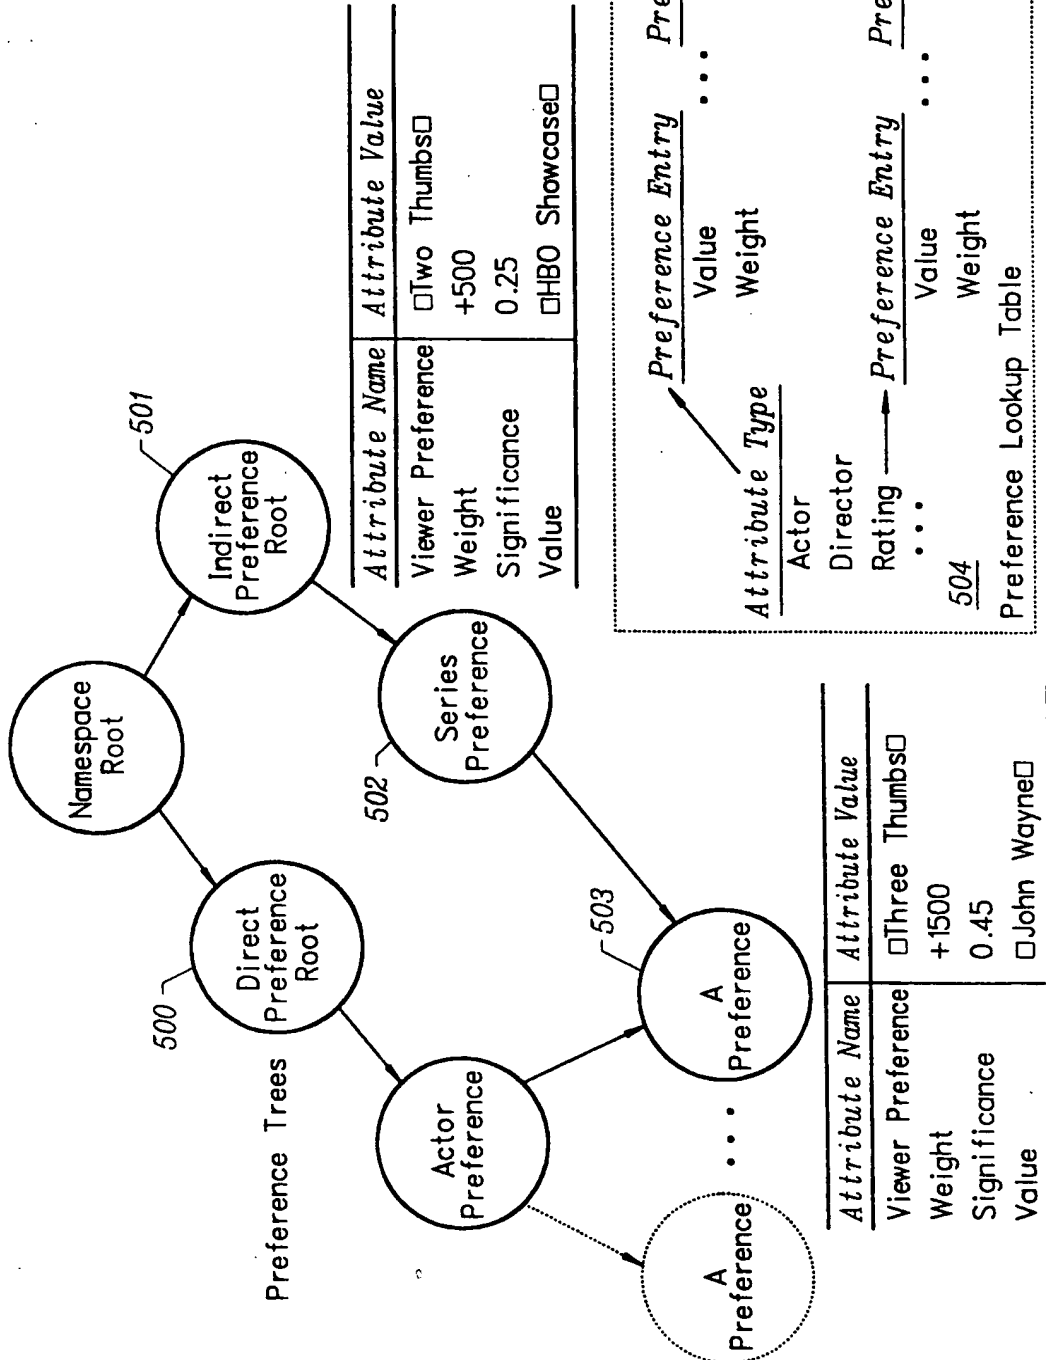 Preference Trees
Namespace
Root
500
Direct
Preference
Root
Indirect
Preference
Root
501
Actor
Preference
502
Series
Preference
A
Preference
• • •
A
Preference
503
Attribute Name Attribute Value
Viewer Preference □Two Thumbs□
Weight +500
Significance 0.25
Value □HBO Showcase□
Attribute Name Attribute Value
Viewer Preference □Three Thumbs□
Weight +1500
Significance 0.45
Value □John Wayne□
Attribute Type
Actor
Director
Rating
• • •
Preference Entry Pre
Value
Weight
• • •
Preference Entry Pre
Value
Weight
• • •
504
Preference Lookup Table